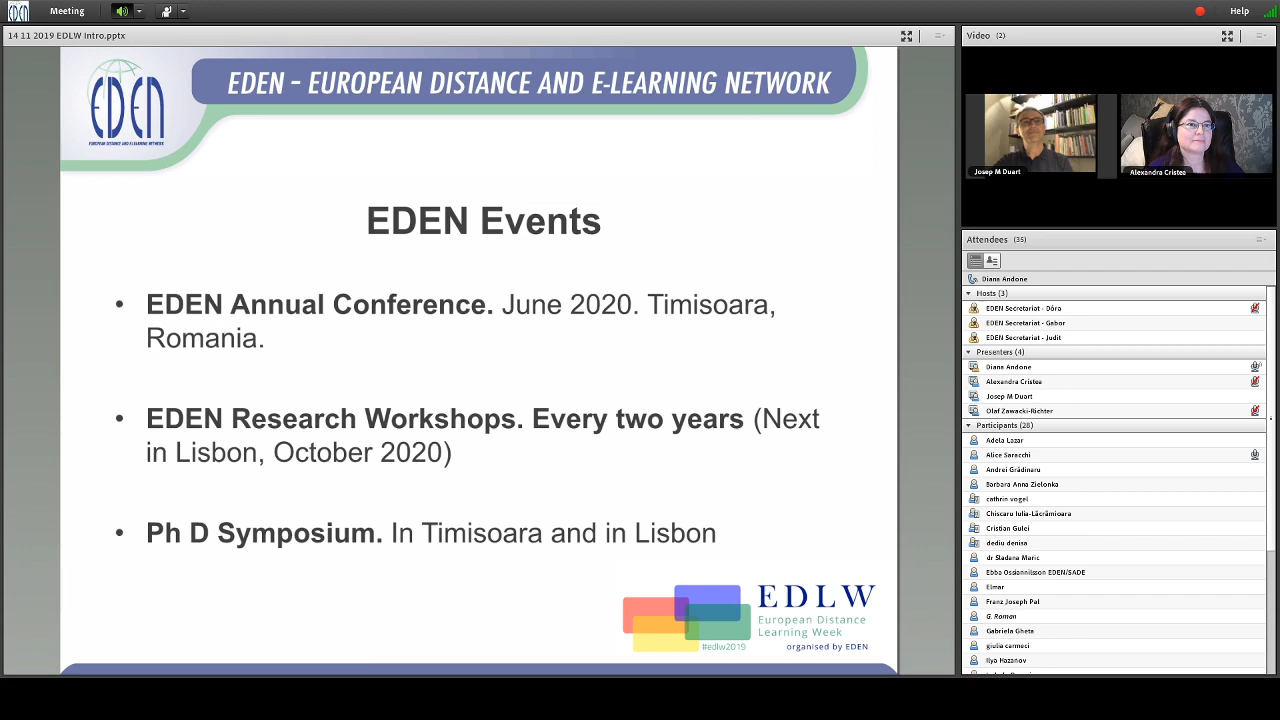 Meeting
Help
14 11 2019 EDLW Intro.pptx
EDEN
EUROPEAN DISTANCE AND E-LEARNING NETWORK
EDEN – EUROPEAN DISTANCE AND E-LEARNING NETWORK
EDEN Events
• EDEN Annual Conference. June 2020. Timisoara,
Romania.
• EDEN Research Workshops. Every two years (Next
in Lisbon, October 2020)
• Ph D Symposium. In Timisoara and in Lisbon
EDLW
European Distance
Learning Week
#edlw2019
organised by EDEN
Video (2)
Josep M Duart
Alexandra Cristea
Attendees (35)
Diana Andone
Hosts (3)
EDEN Secretariat - Dóra
EDEN Secretariat - Gabor
EDEN Secretariat - Judit
Presenters (4)
Diana Andone
Alexandra Cristea
Josep M Duart
Olaf Zawacki-Richter
Participants (28)
Adela Lazar
Alice Saracchi
Andrei Grădinaru
Barbara Anna Zielonka
cathrin vogel
Chiscaru Iulia-Lăcrămioara
Cristian Gulei
dediu denisa
dr Sladana Maric
Ebba Ossiannilsson EDEN/SADE
Elmar
Franz Joseph Pal
G. Roman
Gabriela Gheta
giulia carmeci
Ilya Hazanov